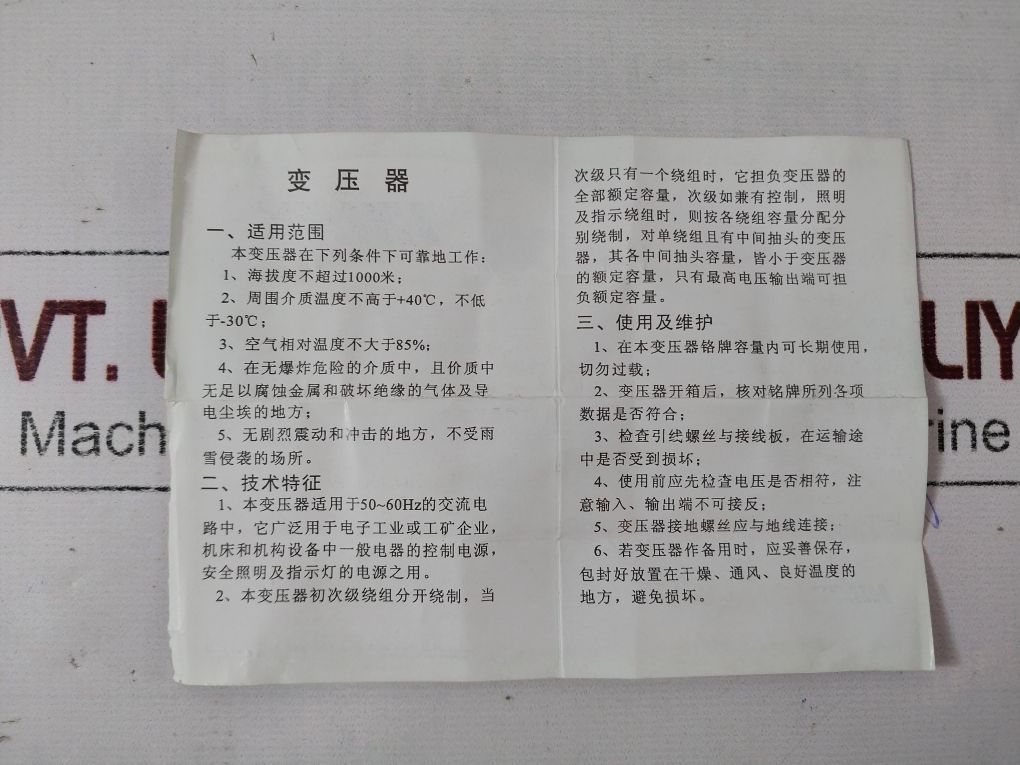 变 压 器
一、适用范围
本变压器在下列条件下可靠地工作：
1、海拔度不超过1000米；
2、周围介质温度不高于+40℃，不低
于-30℃；
3、空气相对温度不大于85%；
4、在无爆炸危险的介质中，且价质中
无足以腐蚀金属和破坏绝缘的气体及导
电尘埃的地方；
5、无剧烈震动和冲击的地方，不受雨
雪侵袭的场所。
二、技术特征
1、本变压器适用于50~60Hz的交流电
路中，它广泛用于电子工业或工矿企业，
机床和机构设备中一般电器的控制电源，
安全照明及指示灯的电源之用。
2、本变压器初次级绕组分开绕制，当
次级只有一个绕组时，它担负变压器的
全部额定容量，次级如兼有控制，照明
及指示绕组时，则按各绕组容量分配分
别绕制，对单绕组且有中间抽头的变压
器，其各中间抽头容量，皆小于变压器
的额定容量，只有最高电压输出端可担
负额定容量。
三、使用及维护
1、在本变压器铬牌容量内可长期使用，
切勿过载；
2、变压器开箱后，核对铭牌所列各项
数据是否符合；
3、检查引线螺丝与接线板，在运输途
中是否受到损坏；
4、使用前应先检查电压是否相符，注
意输入、输出端不可接反；
5、变压器接地螺丝应与地线连接；
6、若变压器作备用时，应妥善保存，
包封好放置在干燥、通风、良好温度的
地方，避免损坏。
VT.
LIY
Mach
rine